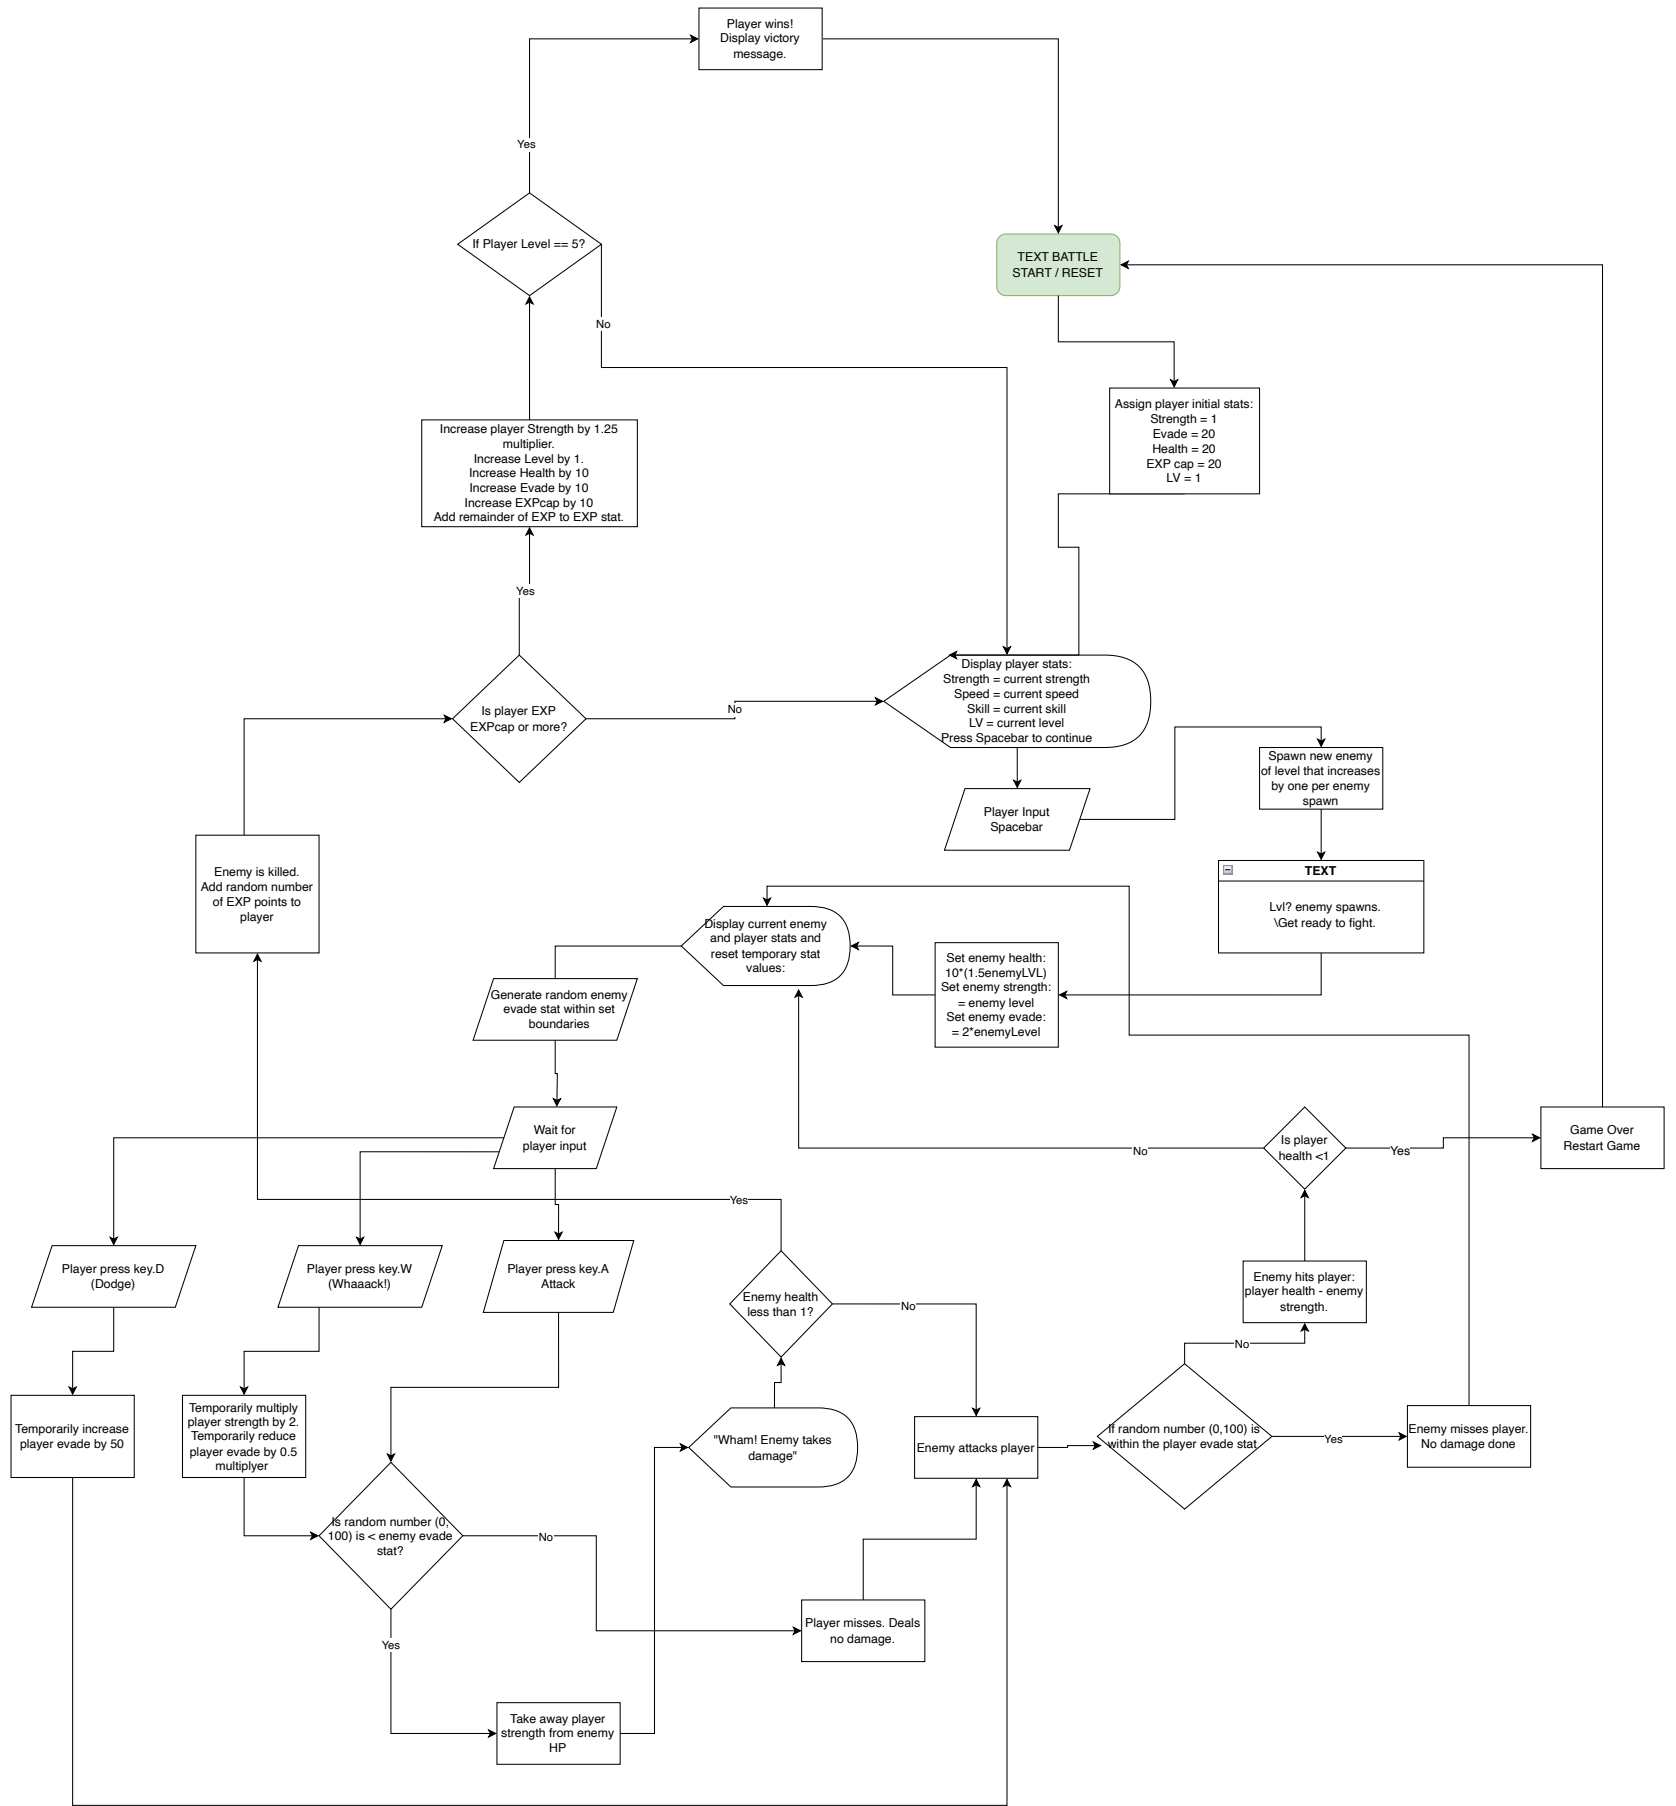 Player wins!
Display victory
message.
Yes
If Player Level == 5?
No
TEXT BATTLE
START / RESET
Assign player initial stats:
Strength = 1
Evade = 20
Health = 20
EXP cap = 20
LV = 1
Increase player Strength by 1.25
multiplier.
Increase Level by 1.
Increase Health by 10
Increase Evade by 10
Increase EXPcap by 10
Add remainder of EXP to EXP stat.
Yes
Is player EXP
EXPcap or more?
No
Display player stats:
Strength = current strength
Speed = current speed
Skill = current skill
LV = current level
Press Spacebar to continue
Player Input
Spacebar
Spawn new enemy
of level that increases
by one per enemy
spawn
TEXT
Lvl? enemy spawns.
\Get ready to fight.
Enemy is killed.
Add random number
of EXP points to
player
Display current enemy
and player stats and
reset temporary stat
values:
Set enemy health:
10*(1.5enemyLVL)
Set enemy strength:
= enemy level
Set enemy evade:
= 2*enemyLevel
Generate random enemy
evade stat within set
boundaries
Wait for
player input
Is player
health <1
No
Yes
Game Over
Restart Game
Yes
Player press key.D
(Dodge)
Player press key.W
(Whaaack!)
Player press key.A
Attack
Enemy health
less than 1?
No
Enemy hits player:
player health - enemy
strength.
No
Temporarily increase
player evade by 50
Temporarily multiply
player strength by 2.
Temporarily reduce
player evade by 0.5
multiplyer
"Wham! Enemy takes
damage"
Enemy attacks player
If random number (0,100) is
within the player evade stat
Yes
Enemy misses player.
No damage done
Is random number (0,
100) is < enemy evade
stat?
No
Yes
Player misses. Deals
no damage.
Take away player
strength from enemy
HP